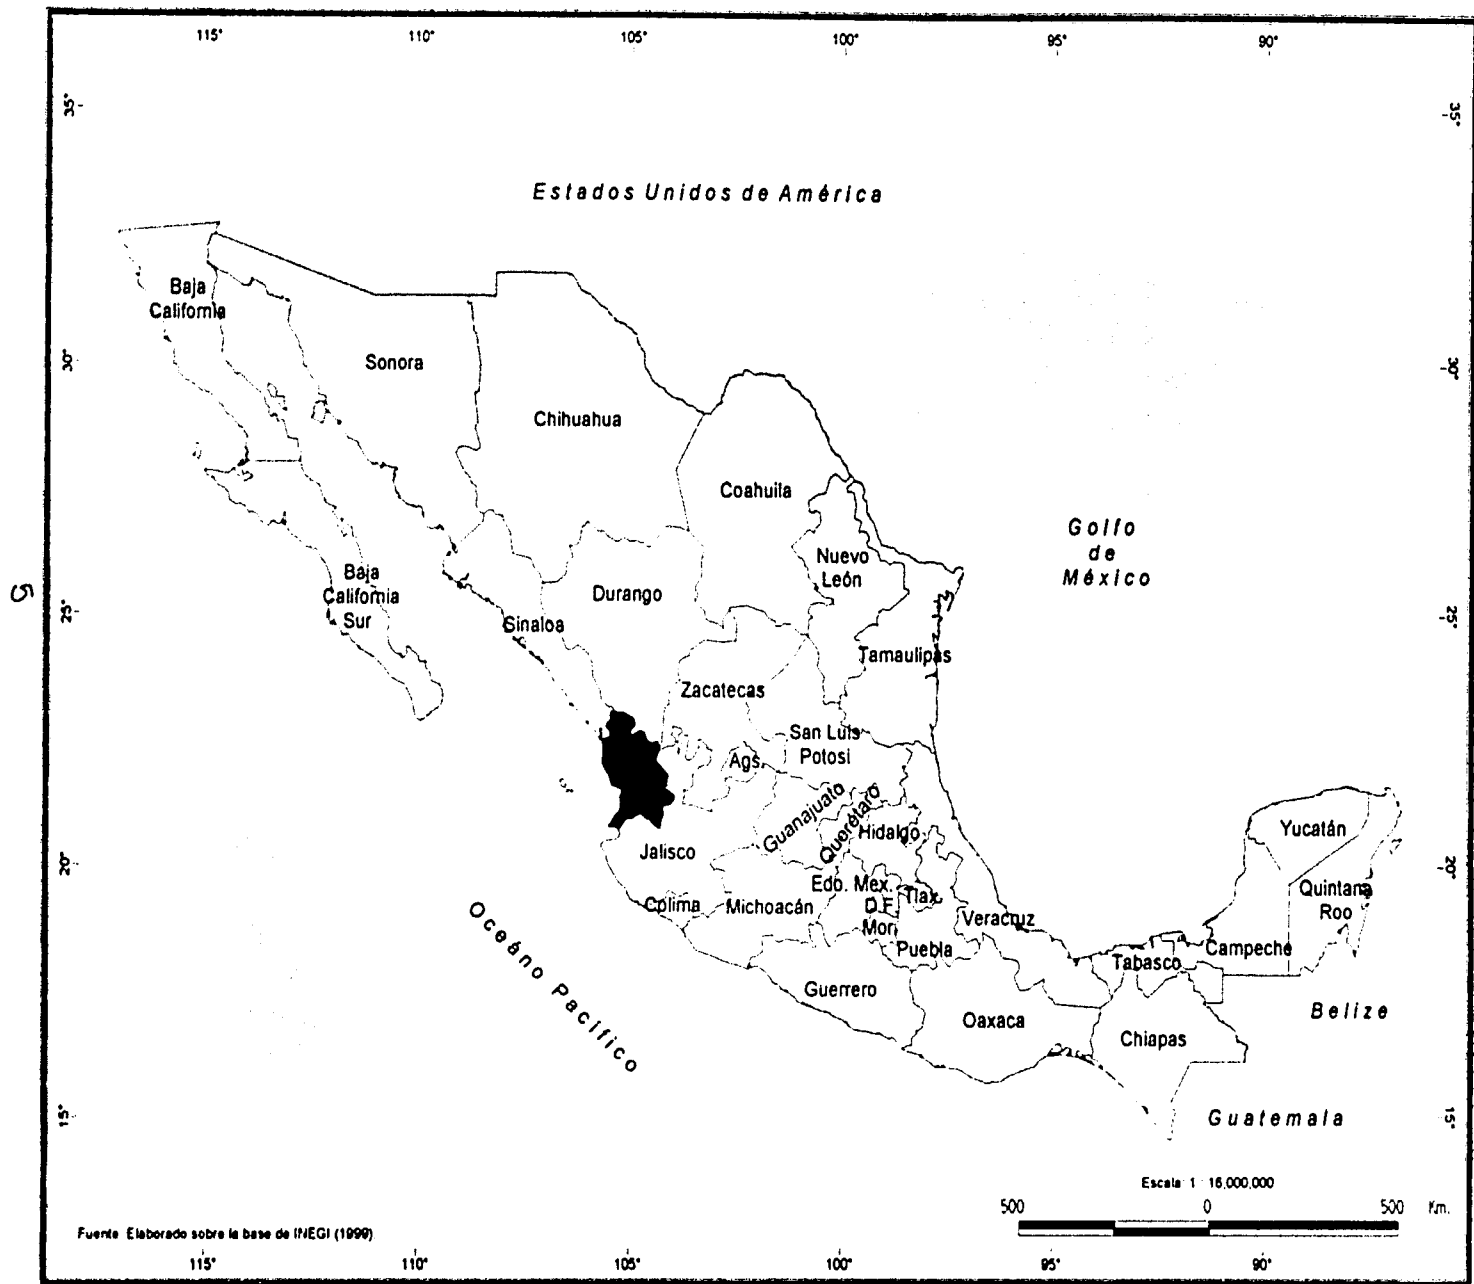 115° 110° 105° 100° 95° 90°
35° 35°
Estados Unidos de América
Baja
California
Sonora
30° 30°
Chihuahua
Coahuila
Golfo
de
México
Nuevo
León
Baja
California
Sur
Durango
5
25° 25°
Sinaloa
Tamaulipas
Zacatecas
San Luis
Potosi
Ags.
Guanajuato
Querétaro
Hidalgo
Yucatán
Jalisco
20° 20°
Edo. Mex.
Tlax.
Quintana
Roo
Colima
Michoacán
D.F.
Mor.
Veracruz
Puebla
Campeche
Tabasco
Océano Pacífico
Guerrero
Oaxaca
Belize
Chiapas
15° 15°
Guatemala
Escala: 1 : 16,000,000
500 0 500 Km.
Fuente: Elaborado sobre la base de INEGI (1999)
115° 110° 105° 100° 95° 90°